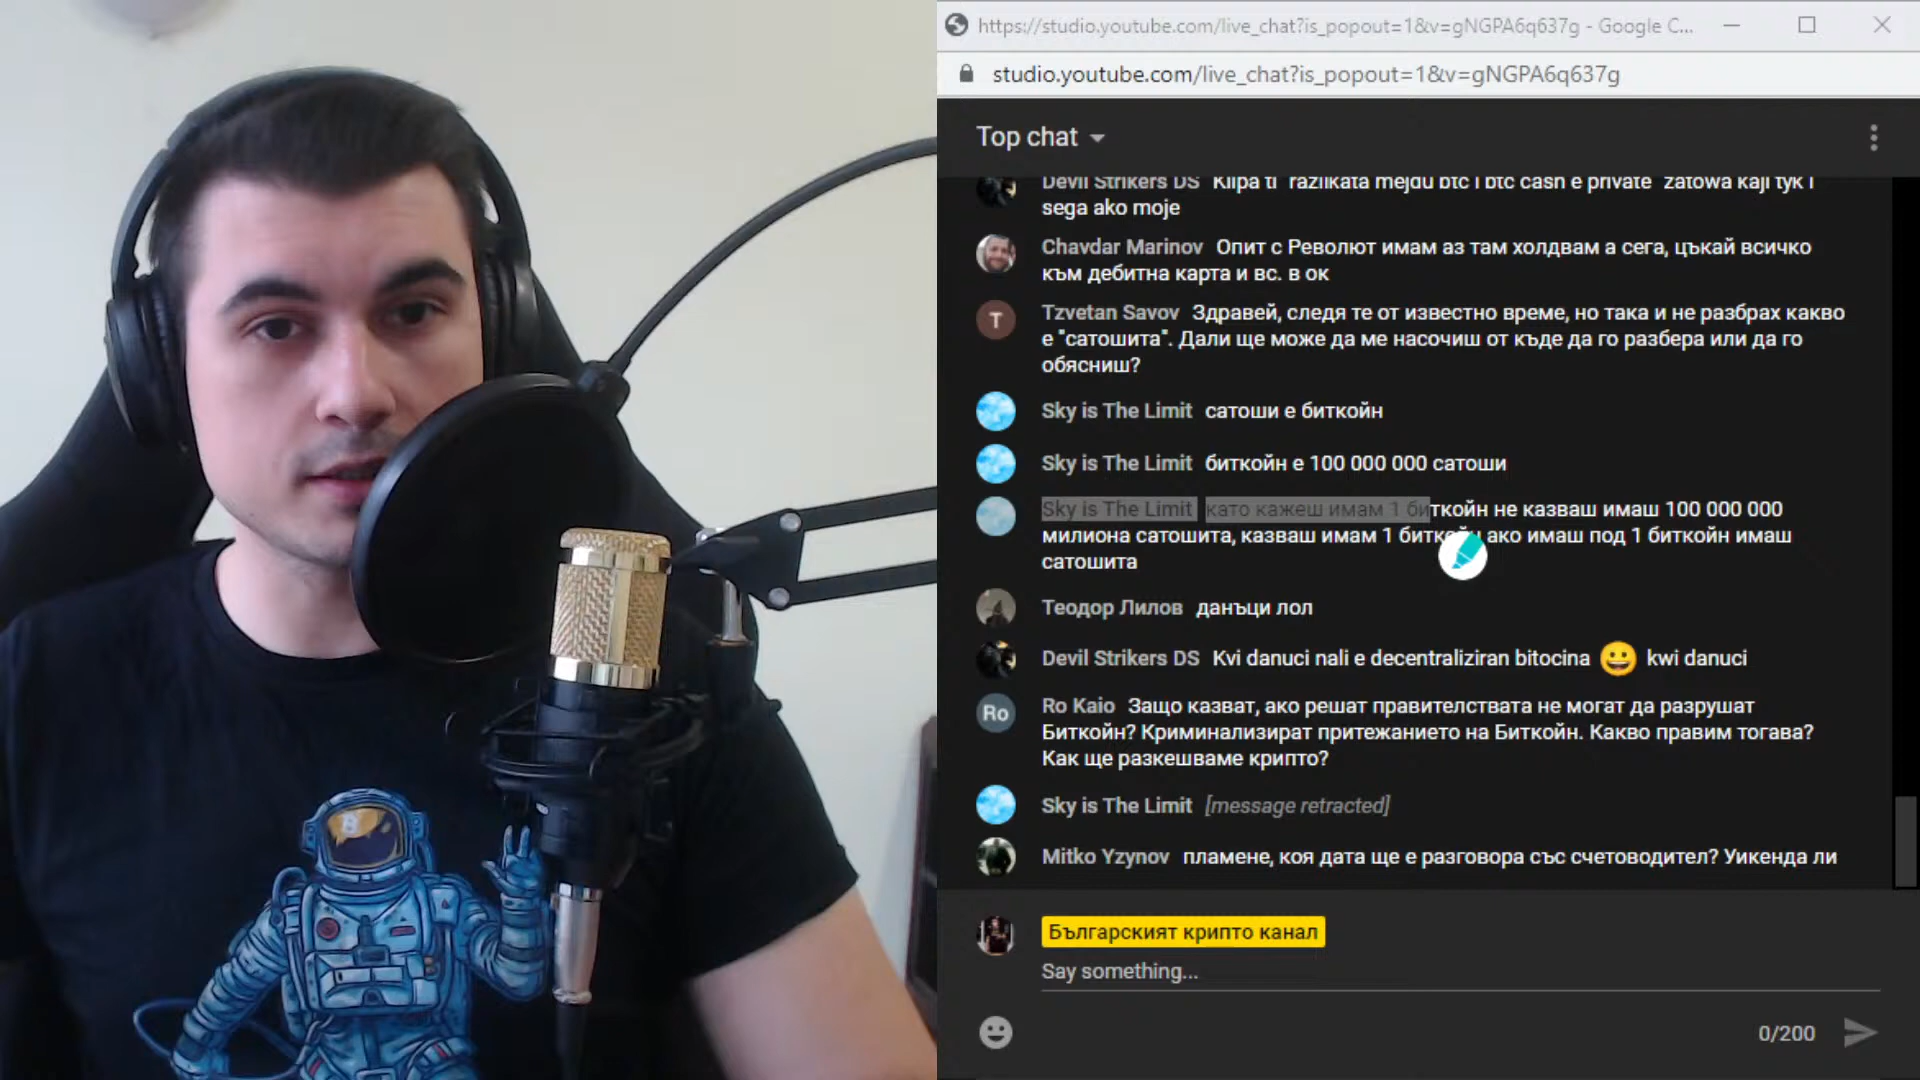 https://studio.youtube.com/live_chat?is_popout=1&v=gNGPA6q637g - Google C...
studio.youtube.com/live_chat?is_popout=1&v=gNGPA6q637g
Top chat
Devil Strikers DS Klipa ti razlikata mejdu btc i btc cash e private zatowa kaji tyk i
sega ako moje
Chavdar Marinov Опит с Револют имам аз там холдвам а сега, цъкай всичко
към дебитна карта и вс. в ок
T
Tzvetan Savov Здравей, следя те от известно време, но така и не разбрах какво
е "сатошита". Дали ще може да ме насочиш от къде да го разбера или да го
обясниш?
Sky is The Limit сатоши е биткойн
Sky is The Limit биткойн е 100 000 000 сатоши
Sky is The Limit като кажеш имам 1 биткойн не казваш имаш 100 000 000
милиона сатошита, казваш имам 1 биткойн ако имаш под 1 биткойн имаш
сатошита
Теодор Лилов данъци лол
Devil Strikers DS Kvi danuci nali e decentraliziran bitocina 😀 kwi danuci
Ro
Ro Kaio Защо казват, ако решат правителствата не могат да разрушат
Биткойн? Криминализират притежанието на Биткойн. Какво правим тогава?
Как ще разкешваме крипто?
Sky is The Limit [message retracted]
Mitko Yzynov пламене, коя дата ще е разговора със счетоводител? Уикенда ли
Българският крипто канал
Say something...
0/200